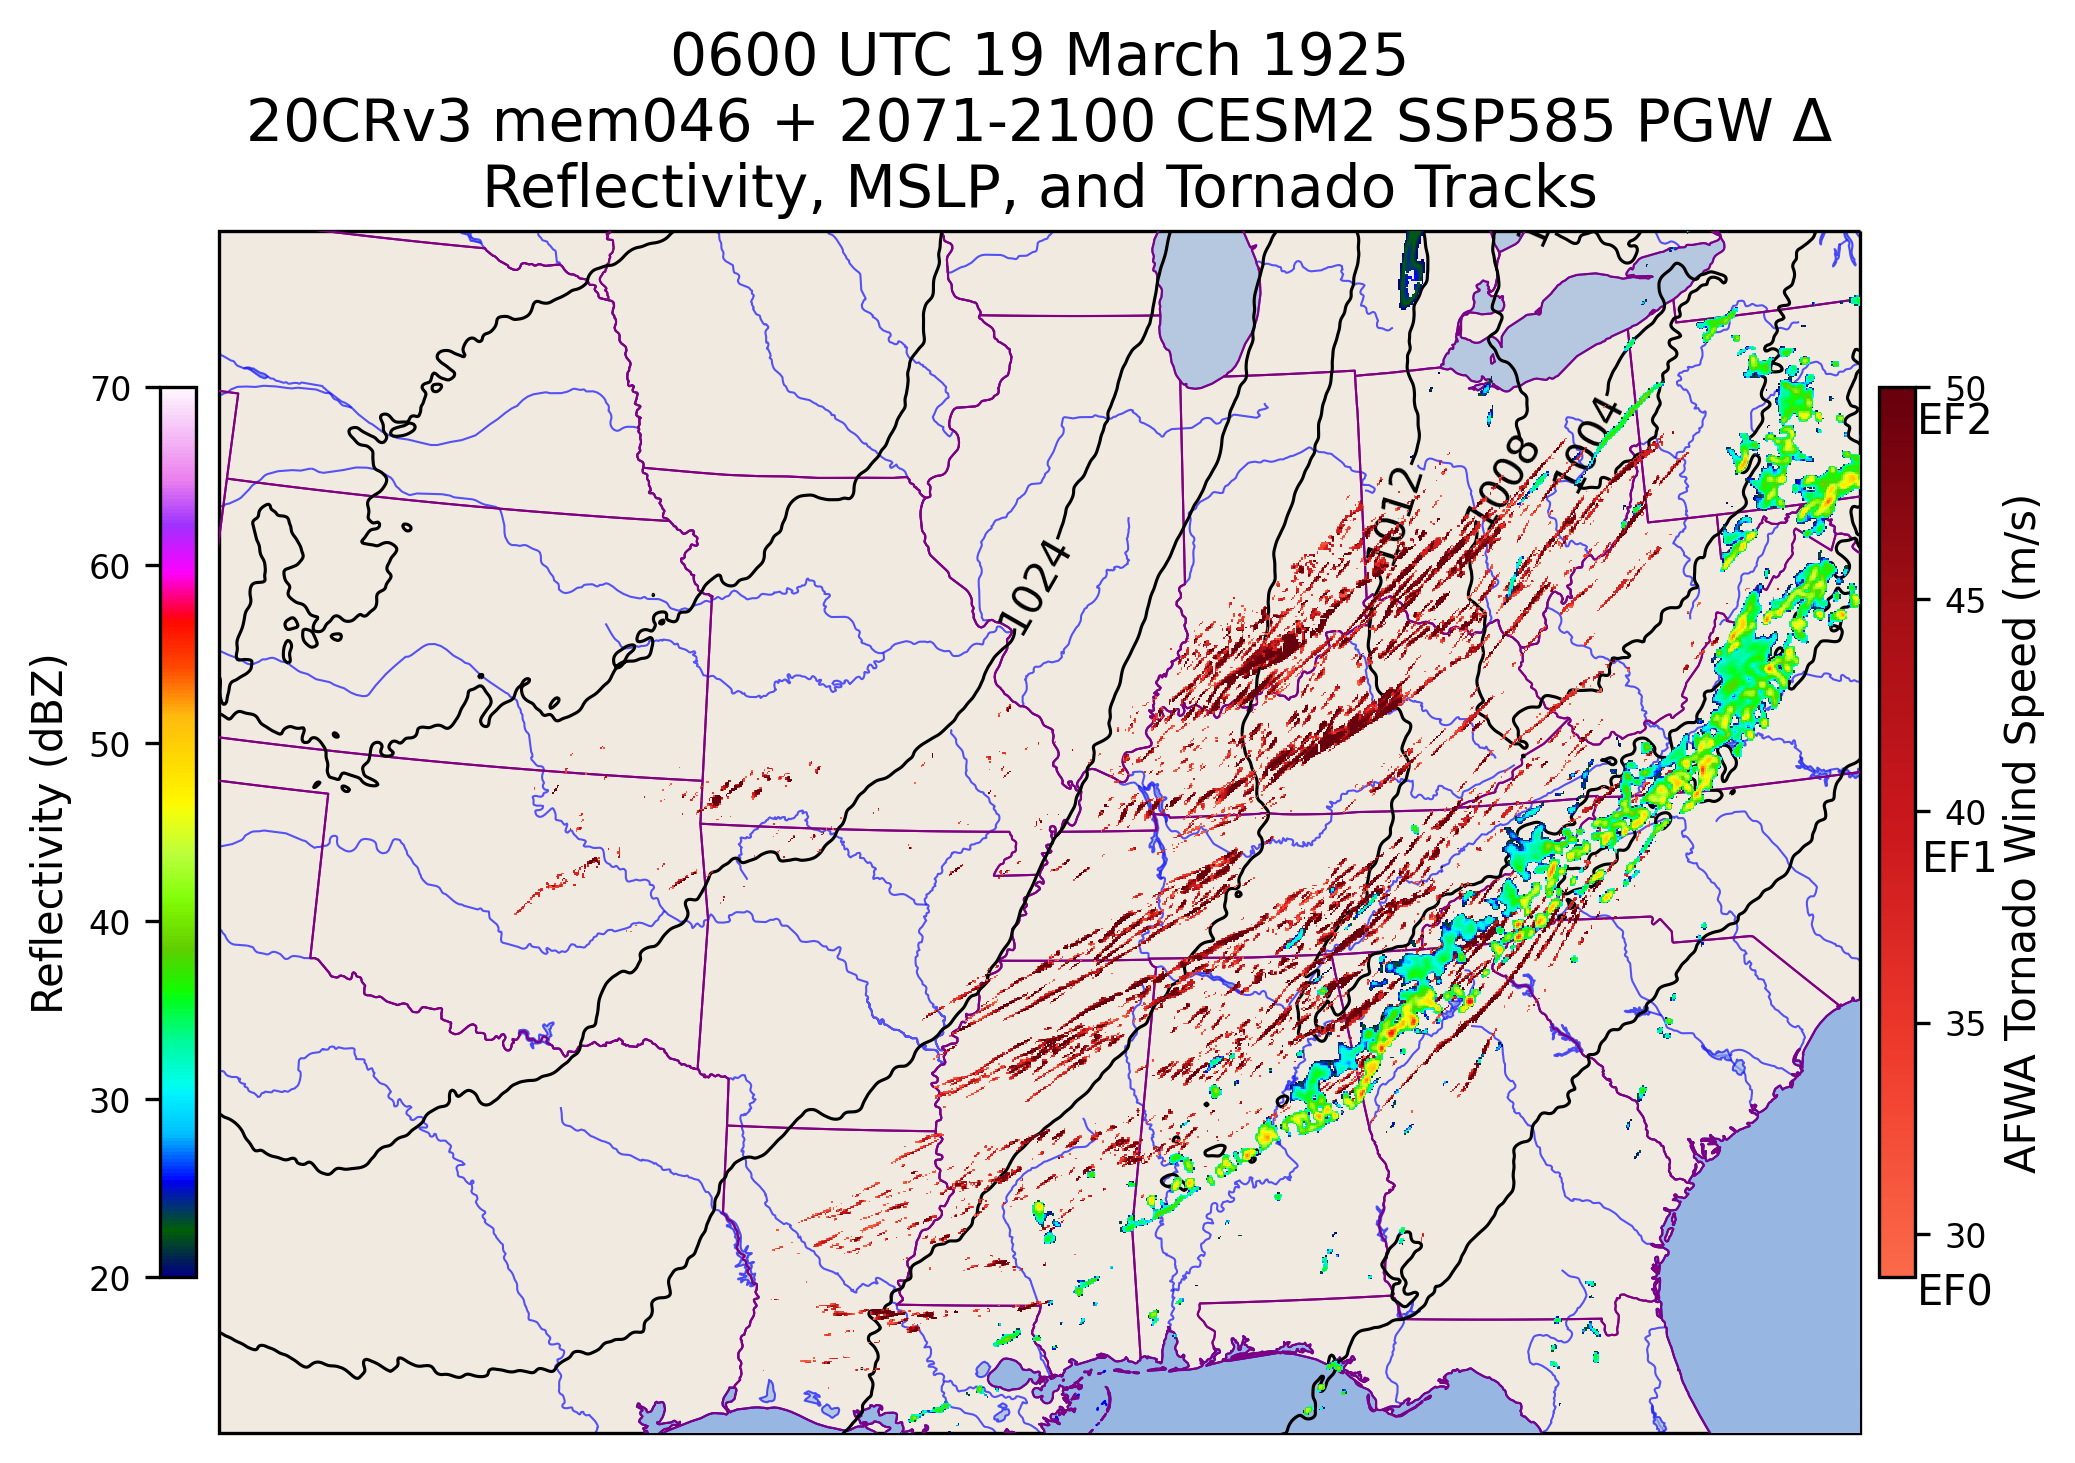 0600 UTC 19 March 1925
20CRv3 mem046 + 2071-2100 CESM2 SSP585 PGW Δ
Reflectivity, MSLP, and Tornado Tracks
Reflectivity (dBZ)
70
60
50
40
30
20
1024
1012
1008
1004
50
EF2
45
40
EF1
35
30
EF0
AFWA Tornado Wind Speed (m/s)